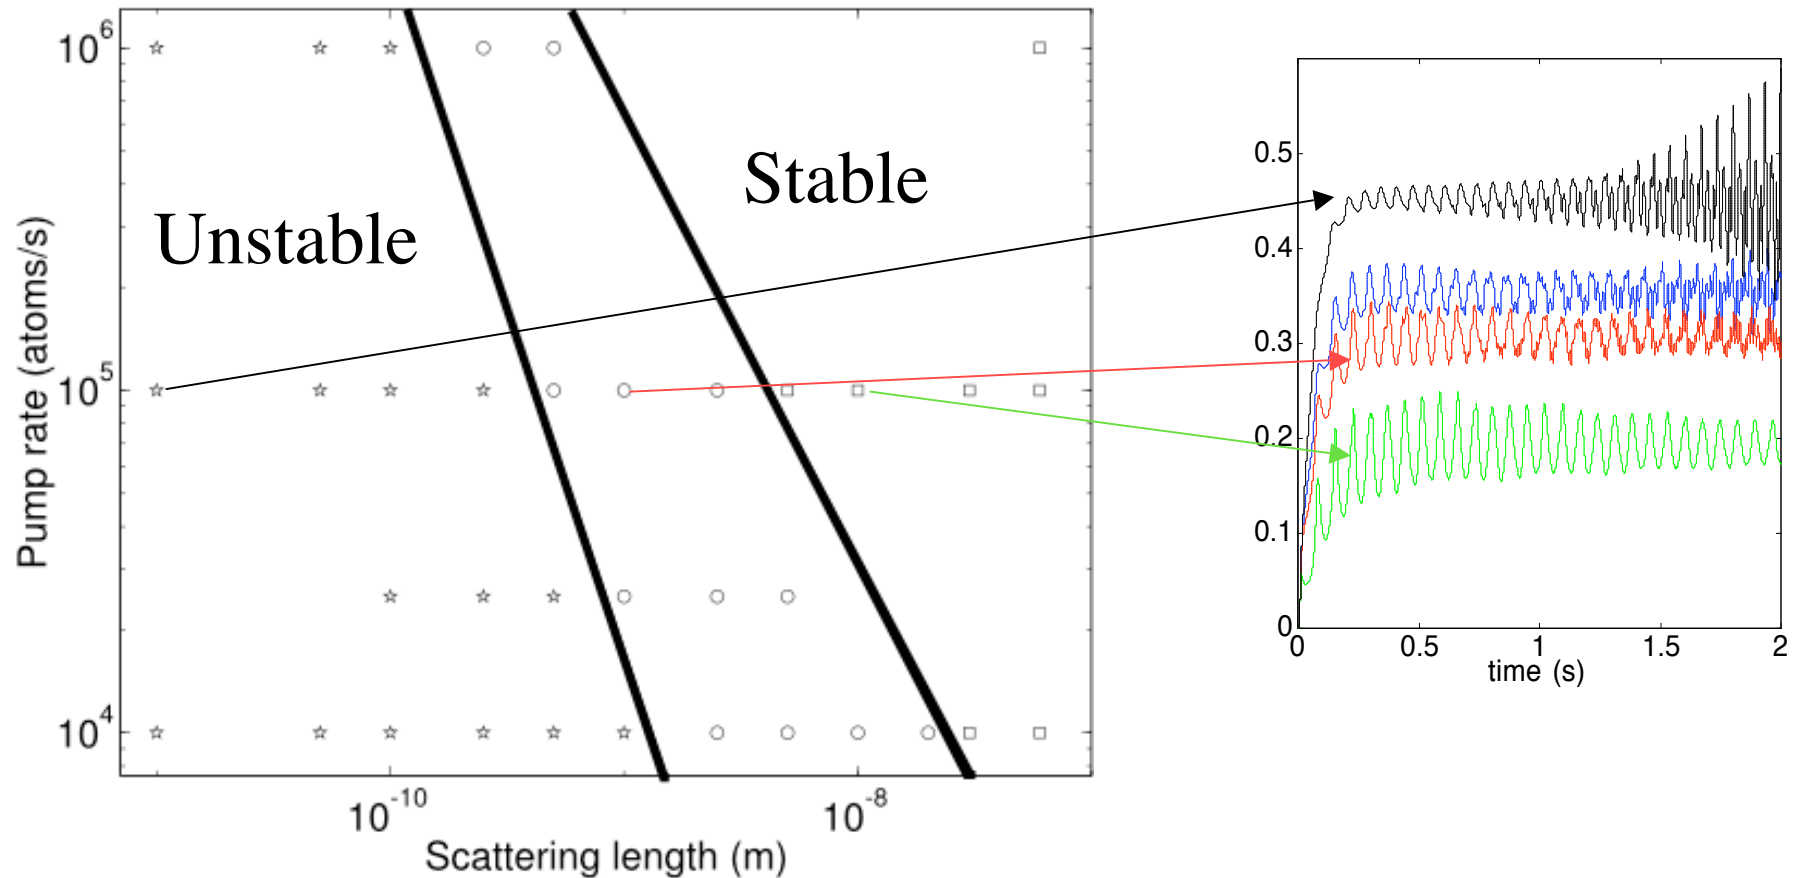 Pump rate (atoms/s)
10^6
10^5
10^4
Unstable
Stable
10^-10
10^-8
Scattering length (m)
0.5
0.4
0.3
0.2
0.1
0
0 0.5 1 1.5 2
time (s)